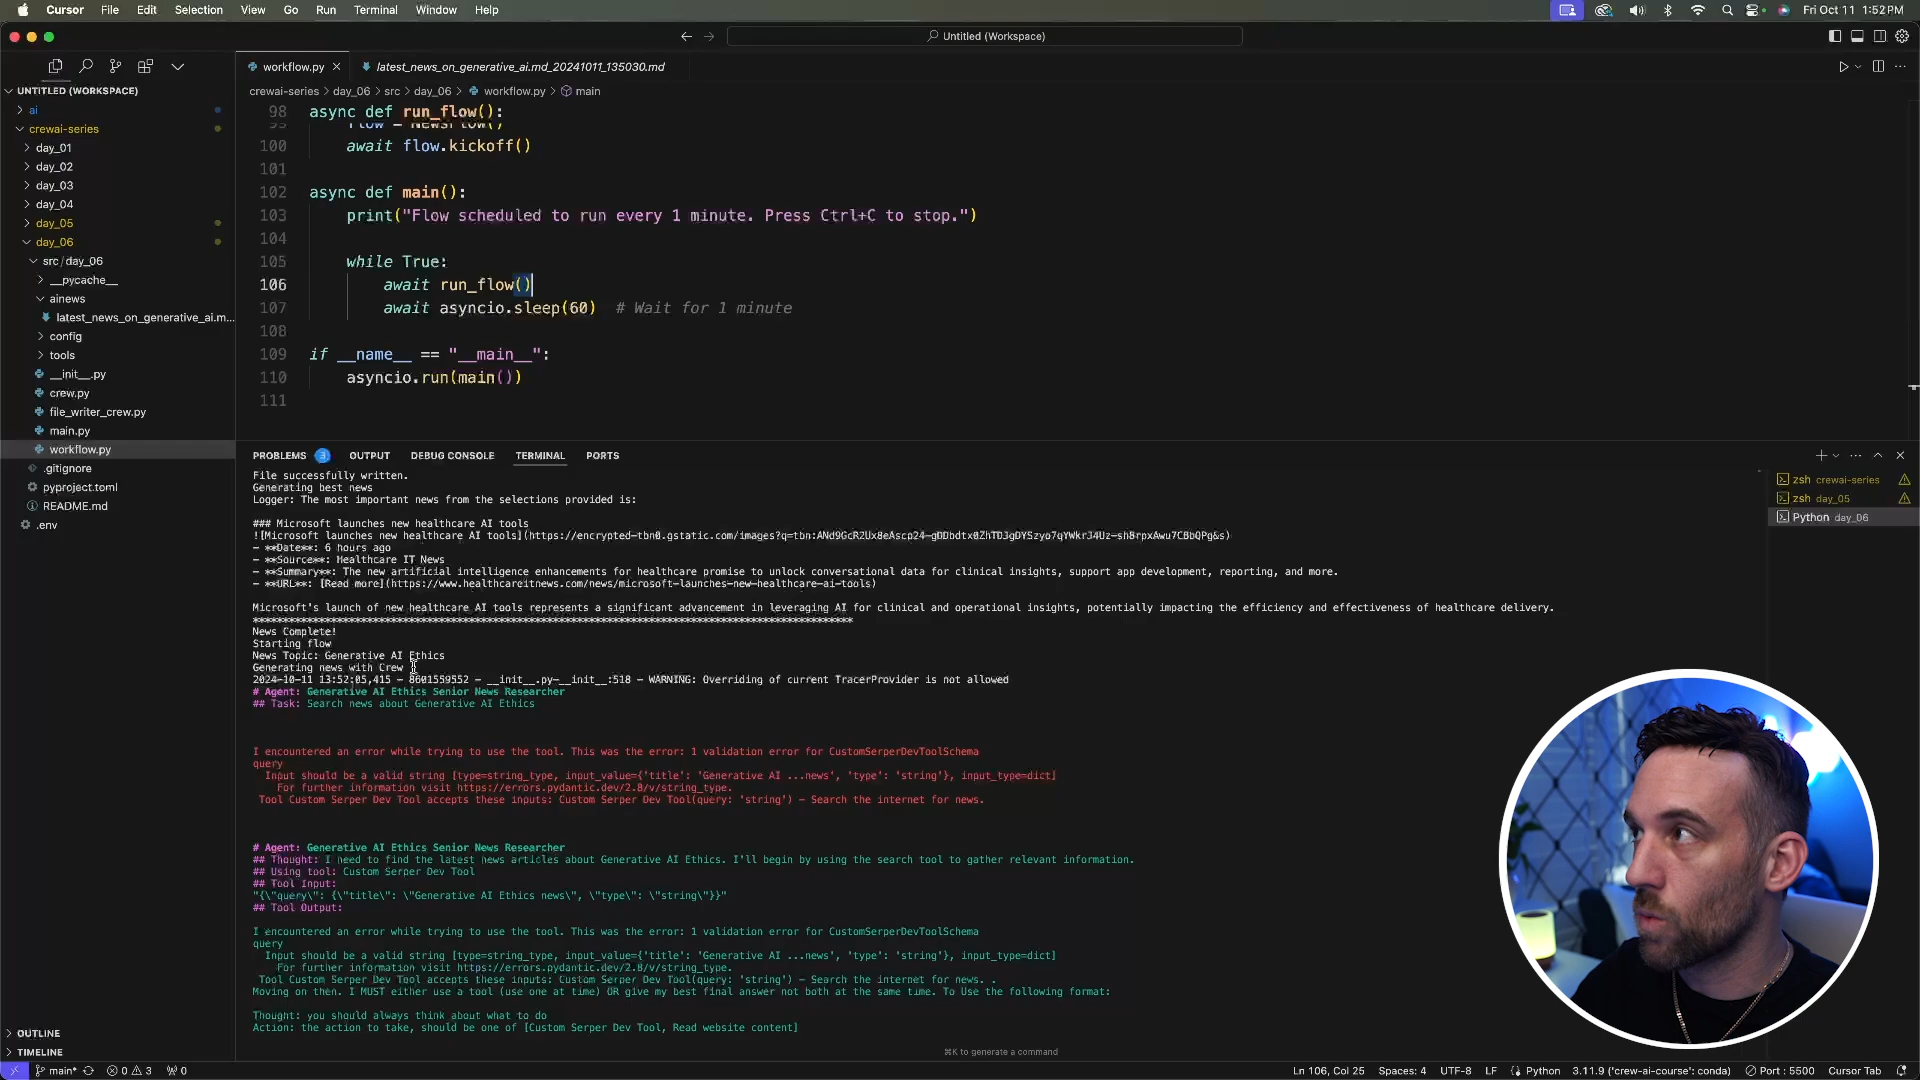 Cursor File Edit Selection View Go Run Terminal Window Help
Fri Oct 11 1:52 PM
Untitled (Workspace)
workflow.py
latest_news_on_generative_ai.md_20241011_135030.md
UNTITLED (WORKSPACE)
crewai-series > day_06 > src > day_06 > workflow.py > main
ai
crewai-series
day_01
day_02
day_03
day_04
day_05
day_06
src/day_06
__pycache__
ainews
latest_news_on_generative_ai.m...
config
tools
__init__.py
crew.py
file_writer_crew.py
main.py
workflow.py
.gitignore
pyproject.toml
README.md
.env
OUTLINE
TIMELINE
98 async def run_flow():
99 flow = NewsFlow()
100 await flow.kickoff()
101
102 async def main():
103 print("Flow scheduled to run every 1 minute. Press Ctrl+C to stop.")
104
105 while True:
106 await run_flow()
107 await asyncio.sleep(60) # Wait for 1 minute
108
109 if __name__ == "__main__":
110 asyncio.run(main())
111
PROBLEMS 3 OUTPUT DEBUG CONSOLE TERMINAL PORTS
zsh crewai-series
zsh day_05
Python day_06
File successfully written.
Generating best news
Logger: The most important news from the selections provided is:
### Microsoft launches new healthcare AI tools
- **Date**: 6 hours ago
- **Source**: Healthcare IT News
- **Summary**: The new artificial intelligence enhancements for healthcare promise to unlock conversational data for clinical insights, support app development, reporting, and more.
- **URL**: [Read more](https://www.healthcareitnews.com/news/microsoft-launches-new-healthcare-ai-tools)
Microsoft's launch of new healthcare AI tools represents a significant advancement in leveraging AI for clinical and operational insights, potentially impacting the efficiency and effectiveness of healthcare delivery.
News Complete!
Starting flow
News Topic: Generative AI Ethics
Generating news with Crew
2024-10-11 13:52:05,415 - 8601559552 - __init__.py-__init__:518 - WARNING: Overriding of current TracerProvider is not allowed
# Agent: Generative AI Ethics Senior News Researcher
## Task: Search news about Generative AI Ethics
I encountered an error while trying to use the tool. This was the error: 1 validation error for CustomSerperDevToolSchema
query
Input should be a valid string [type=string_type, input_value={'title': 'Generative AI ...news', 'type': 'string'}, input_type=dict]
For further information visit https://errors.pydantic.dev/2.8/v/string_type.
Tool Custom Serper Dev Tool accepts these inputs: Custom Serper Dev Tool(query: 'string') - Search the internet for news.
# Agent: Generative AI Ethics Senior News Researcher
## Thought: I need to find the latest news articles about Generative AI Ethics. I'll begin by using the search tool to gather relevant information.
## Using tool: Custom Serper Dev Tool
## Tool Input:
"{\"query\": {\"title\": \"Generative AI Ethics news\", \"type\": \"string\"}}"
## Tool Output:
I encountered an error while trying to use the tool. This was the error: 1 validation error for CustomSerperDevToolSchema
query
Input should be a valid string [type=string_type, input_value={'title': 'Generative AI ...news', 'type': 'string'}, input_type=dict]
For further information visit https://errors.pydantic.dev/2.8/v/string_type.
Tool Custom Serper Dev Tool accepts these inputs: Custom Serper Dev Tool(query: 'string') - Search the internet for news. .
Moving on then. I MUST either use a tool (use one at time) OR give my best final answer not both at the same time. To Use the following format:
Thought: you should always think about what to do
Action: the action to take, should be one of [Custom Serper Dev Tool, Read website content]
⌘K to generate a command
main* 0 3 0
Ln 106, Col 25 Spaces: 4 UTF-8 LF Python 3.11.9 ('crew-ai-course': conda) Port : 5500 Cursor Tab